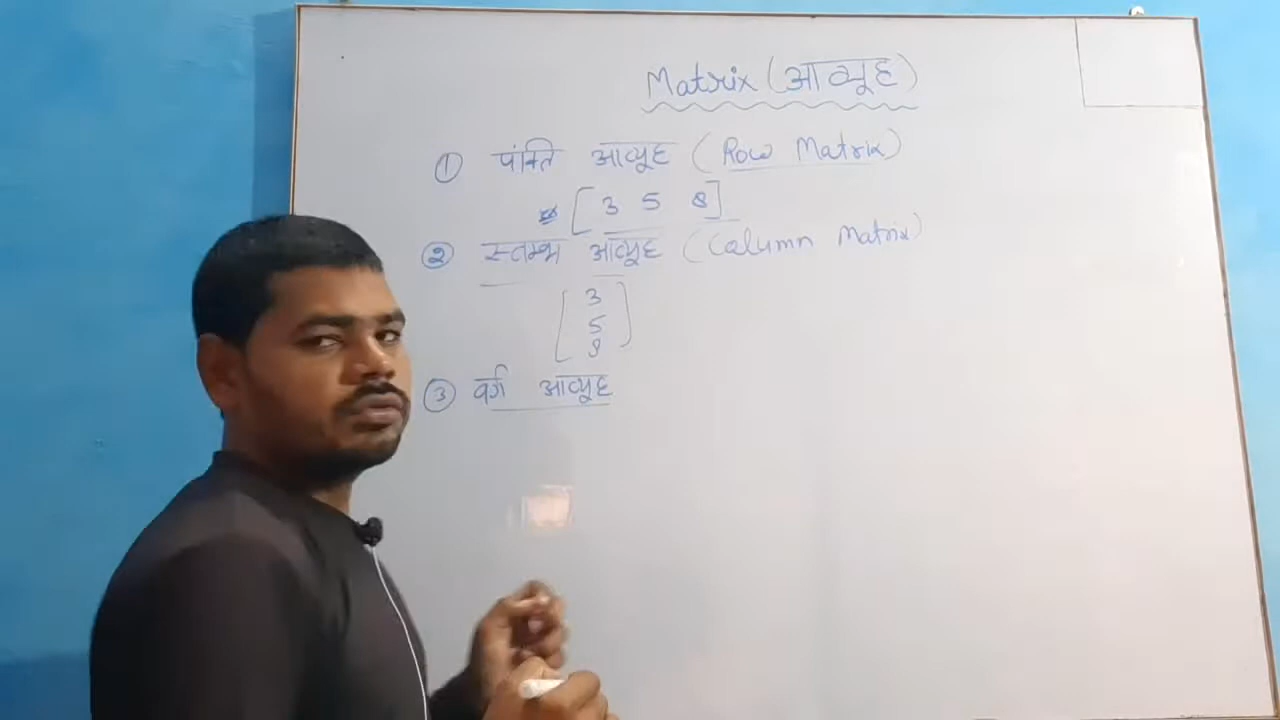 Matrix (आव्यूह)
① पंक्ति आव्यूह (Row Matrix)
[3 5 8]
② स्तम्भ आव्यूह (Column Matrix)
[3
5
8]
③ वर्ग आव्यूह